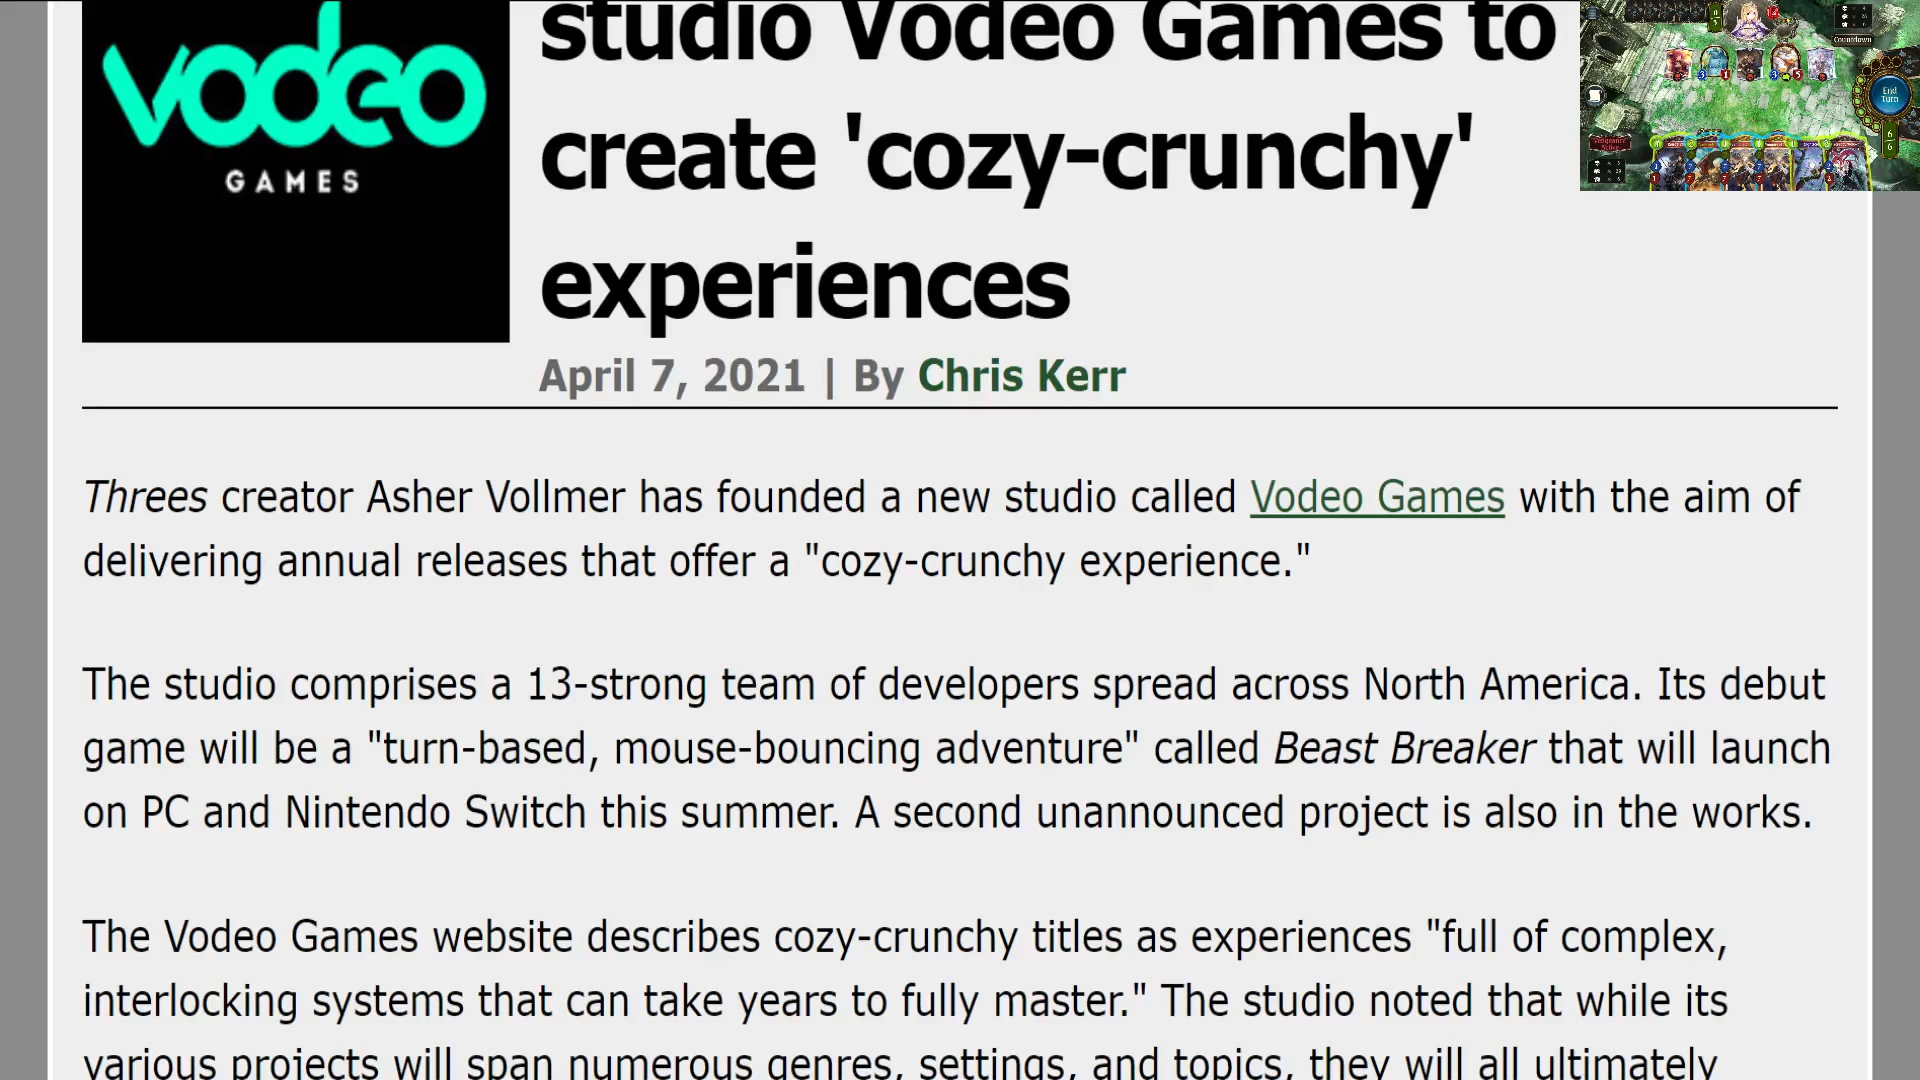 vodeo
GAMES
studio Vodeo Games to
create 'cozy-crunchy'
experiences
April 7, 2021 | By Chris Kerr
Countdown
End
Turn
Vengeance
Active
Threes creator Asher Vollmer has founded a new studio called Vodeo Games with the aim of
delivering annual releases that offer a "cozy-crunchy experience."
The studio comprises a 13-strong team of developers spread across North America. Its debut
game will be a "turn-based, mouse-bouncing adventure" called Beast Breaker that will launch
on PC and Nintendo Switch this summer. A second unannounced project is also in the works.
The Vodeo Games website describes cozy-crunchy titles as experiences "full of complex,
interlocking systems that can take years to fully master." The studio noted that while its
various projects will span numerous genres, settings, and topics, they will all ultimately